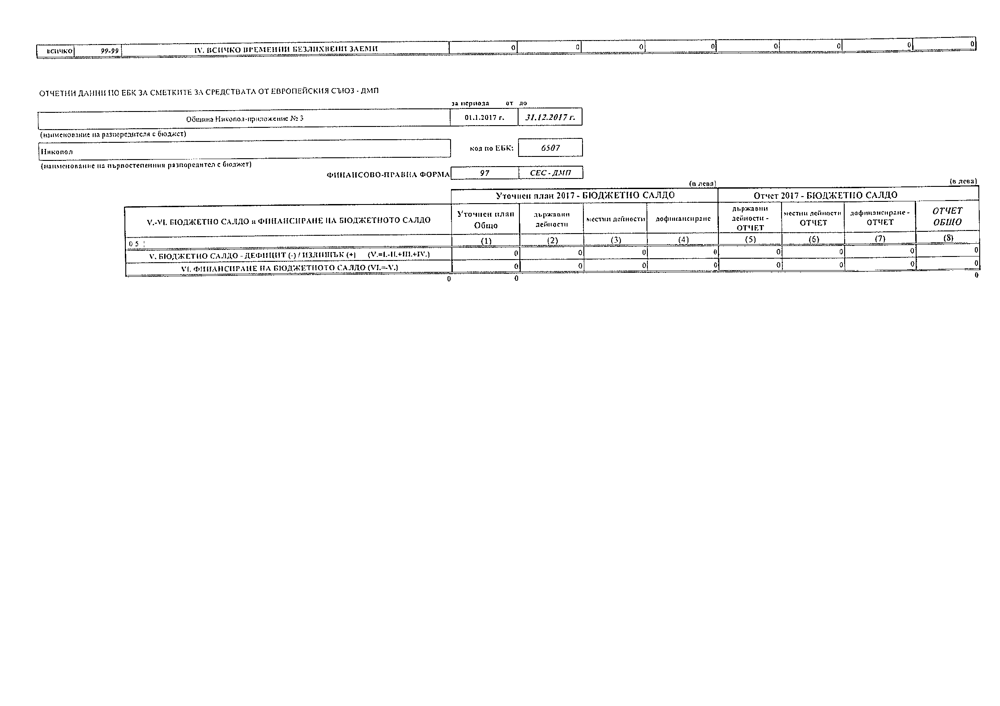 всичко 99-99 IV. ВСИЧКО ВРЕМЕННИ БЕЗЛИХВЕНИ ЗАЕМИ 0 0 0 0 0 0 0 0
ОТЧЕТНИ ДАННИ ПО ЕБК ЗА СМЕТКИТЕ ЗА СРЕДСТВАТА ОТ ЕВРОПЕЙСКИЯ СЪЮЗ - ДМП
за периода от до
Община Никопол-приложение № 3 01.1.2017 г. 31.12.2017 г.
(наименование на разпоредителя с бюджет)
Никопол код по ЕБК: 6507
(наименование на първостепенния разпоредител с бюджет)
ФИНАНСОВО-ПРАВНА ФОРМА 97 СЕС - ДМП
(в лева) (в лева)
Уточнен план 2017 - БЮДЖЕТНО САЛДО Отчет 2017 - БЮДЖЕТНО САЛДО
V.-VI. БЮДЖЕТНО САЛДО и ФИНАНСИРАНЕ НА БЮДЖЕТНОТО САЛДО
Уточнен план
Общо
държавни
дейности
местни дейности
дофинансиране
държавни
дейности -
ОТЧЕТ
местни дейности
ОТЧЕТ
дофинансиране -
ОТЧЕТ
ОТЧЕТ
ОБЩО
0 5 ¦ (1) (2) (3) (4) (5) (6) (7) (8)
V. БЮДЖЕТНО САЛДО - ДЕФИЦИТ (-) / ИЗЛИШЪК (+) (V.=I.-II.+III.+IV.) 0 0 0 0 0 0 0 0
VI. ФИНАНСИРАНЕ НА БЮДЖЕТНОТО САЛДО (VI.=-V.) 0 0 0 0 0 0 0 0
0 0 0